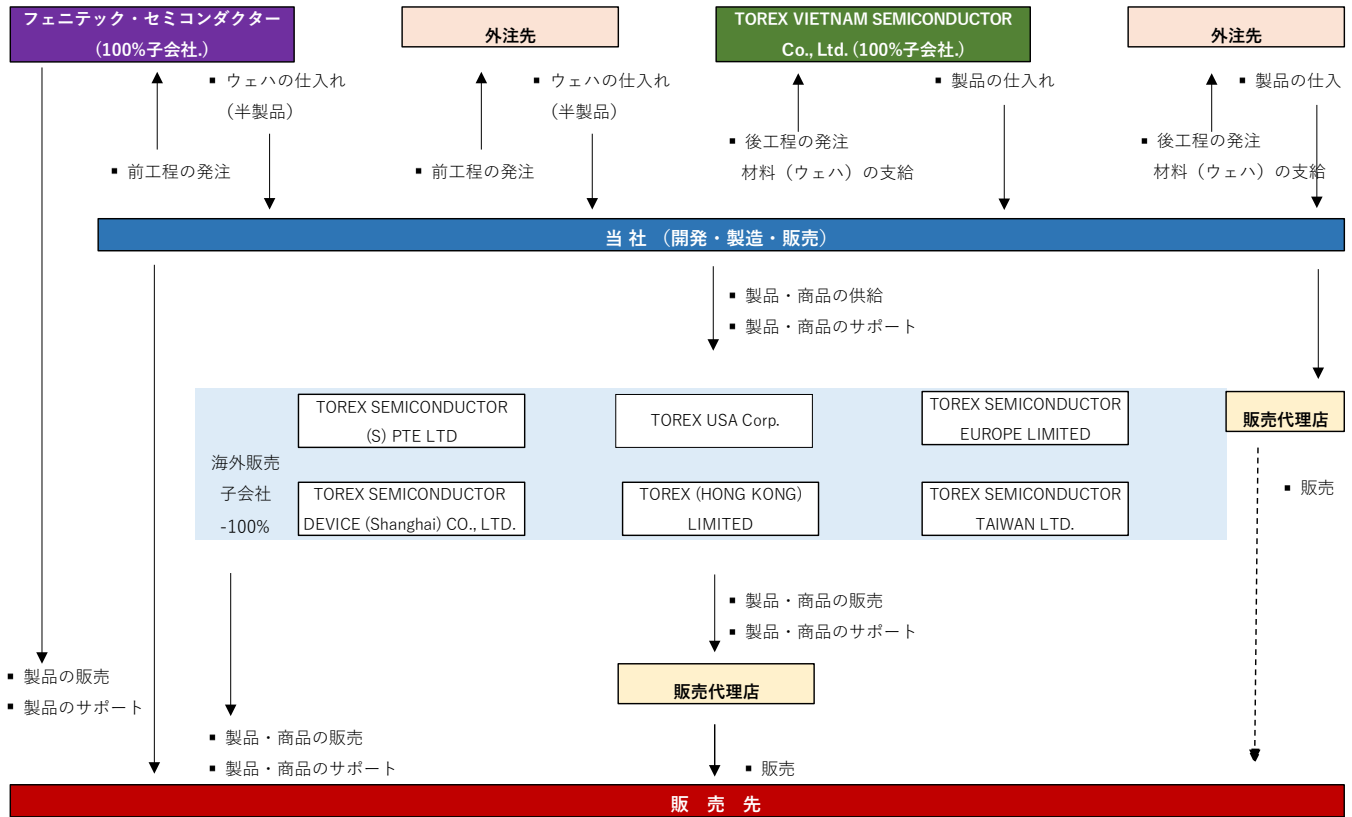 フェニテック・セミコンダクター
(100%子会社.)
外注先
TOREX VIETNAM SEMICONDUCTOR
Co., Ltd. (100%子会社.)
外注先
▪ ウェハの仕入れ
(半製品)
▪ ウェハの仕入れ
(半製品)
▪ 製品の仕入れ
▪ 製品の仕入
▪ 前工程の発注
▪ 前工程の発注
▪ 後工程の発注
材料（ウェハ）の支給
▪ 後工程の発注
材料（ウェハ）の支給
当 社 （開発・製造・販売）
▪ 製品・商品の供給
▪ 製品・商品のサポート
TOREX SEMICONDUCTOR
(S) PTE LTD
TOREX USA Corp.
TOREX SEMICONDUCTOR
EUROPE LIMITED
販売代理店
海外販売
子会社
-100%
TOREX SEMICONDUCTOR
DEVICE (Shanghai) CO., LTD.
TOREX (HONG KONG)
LIMITED
TOREX SEMICONDUCTOR
TAIWAN LTD.
▪ 販売
▪ 製品・商品の販売
▪ 製品・商品のサポート
▪ 製品の販売
▪ 製品のサポート
販売代理店
▪ 製品・商品の販売
▪ 製品・商品のサポート
▪ 販売
販 売 先